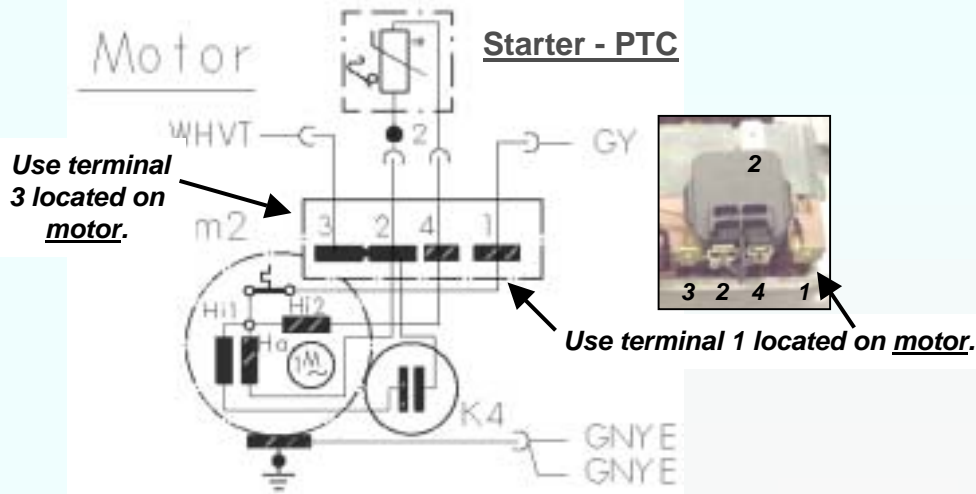 Motor
Starter - PTC
2
WHVT
GY
Use terminal
3 located on
motor.
m2
3 2 4 1
2
3 2 4 1
Hi1
Hi2
Ha
1M
K4
Use terminal 1 located on motor.
GNYE
GNYE